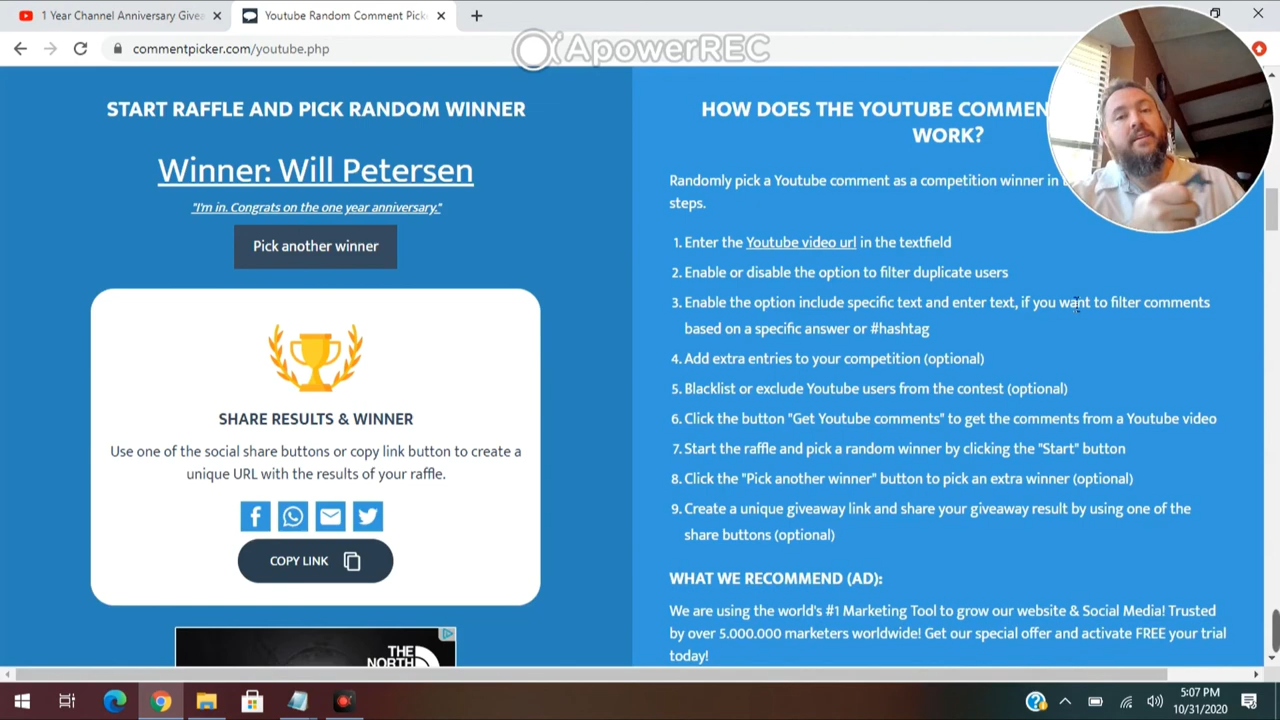 1 Year Channel Anniversary Givea
Youtube Random Comment Pick
commentpicker.com/youtube.php
ApowerREC
START RAFFLE AND PICK RANDOM WINNER
Winner: Will Petersen
"I'm in. Congrats on the one year anniversary."
Pick another winner
SHARE RESULTS & WINNER
Use one of the social share buttons or copy link button to create a
unique URL with the results of your raffle.
COPY LINK
THE
NORTH
HOW DOES THE YOUTUBE COMMEN
WORK?
Randomly pick a Youtube comment as a competition winner in
steps.
1. Enter the Youtube video url in the textfield
2. Enable or disable the option to filter duplicate users
3. Enable the option include specific text and enter text, if you want to filter comments
based on a specific answer or #hashtag
4. Add extra entries to your competition (optional)
5. Blacklist or exclude Youtube users from the contest (optional)
6. Click the button "Get Youtube comments" to get the comments from a Youtube video
7. Start the raffle and pick a random winner by clicking the "Start" button
8. Click the "Pick another winner" button to pick an extra winner (optional)
9. Create a unique giveaway link and share your giveaway result by using one of the
share buttons (optional)
WHAT WE RECOMMEND (AD):
We are using the world's #1 Marketing Tool to grow our website & Social Media! Trusted
by over 5.000.000 marketers worldwide! Get our special offer and activate FREE your trial
today!
5:07 PM
10/31/2020